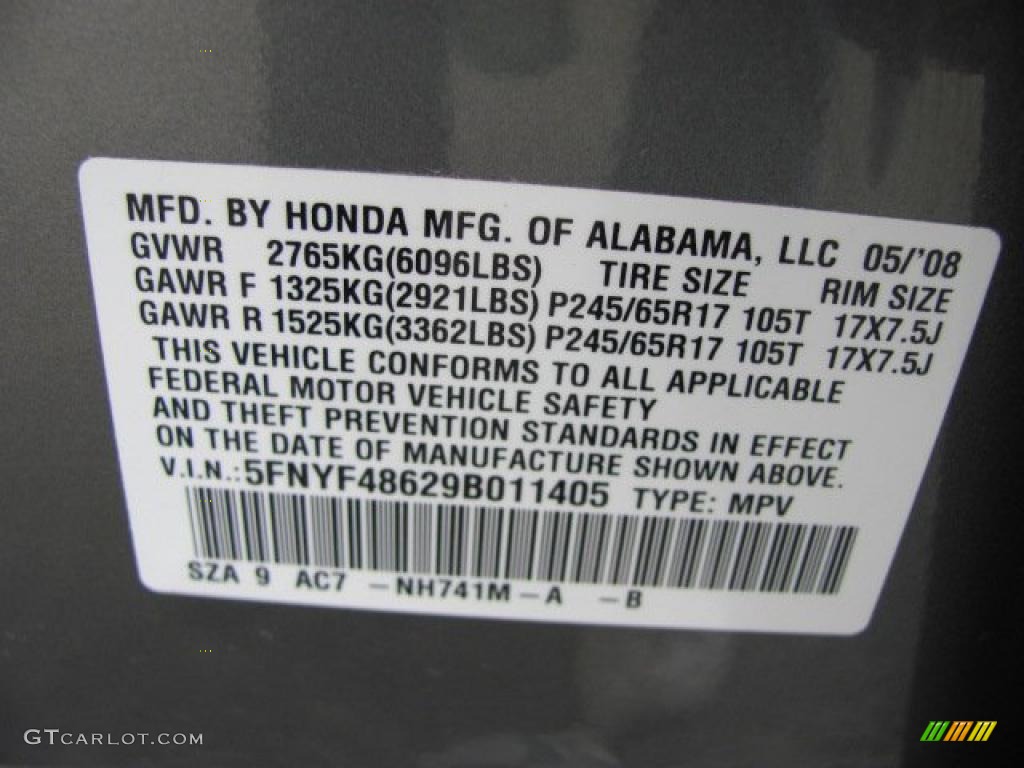 MFD. BY HONDA MFG. OF ALABAMA, LLC 05/'08
GVWR 2765KG(6096LBS) TIRE SIZE RIM SIZE
GAWR F 1325KG(2921LBS) P245/65R17 105T 17X7.5J
GAWR R 1525KG(3362LBS) P245/65R17 105T 17X7.5J
THIS VEHICLE CONFORMS TO ALL APPLICABLE
FEDERAL MOTOR VEHICLE SAFETY
AND THEFT PREVENTION STANDARDS IN EFFECT
ON THE DATE OF MANUFACTURE SHOWN ABOVE.
V.I.N.:5FNYF48629B011405 TYPE: MPV
SZA 9 AC7 -NH741M-A -B
GTCARLOT.COM